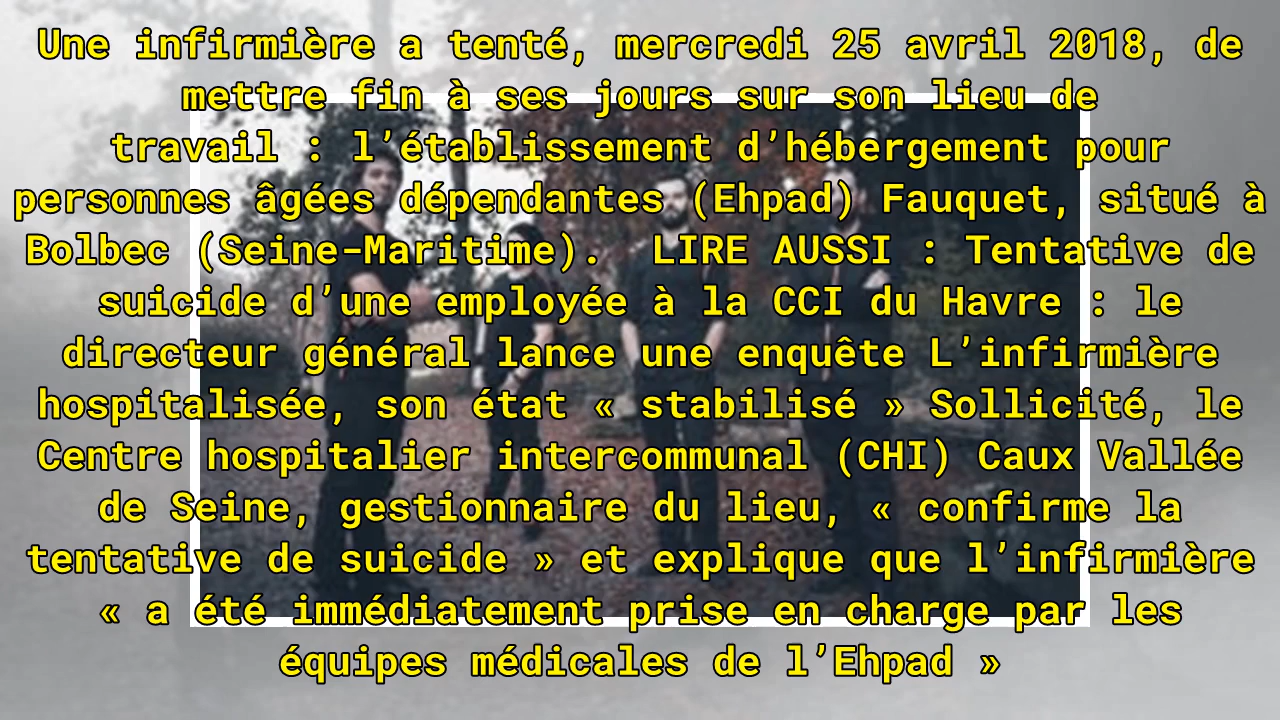 Une infirmière a tenté, mercredi 25 avril 2018, de
mettre fin à ses jours sur son lieu de
travail : l’établissement d’hébergement pour
personnes âgées dépendantes (Ehpad) Fauquet, situé à
Bolbec (Seine-Maritime).  LIRE AUSSI : Tentative de
suicide d’une employée à la CCI du Havre : le
directeur général lance une enquête L’infirmière
hospitalisée, son état « stabilisé » Sollicité, le
Centre hospitalier intercommunal (CHI) Caux Vallée
de Seine, gestionnaire du lieu, « confirme la
tentative de suicide » et explique que l’infirmière
« a été immédiatement prise en charge par les
équipes médicales de l’Ehpad »